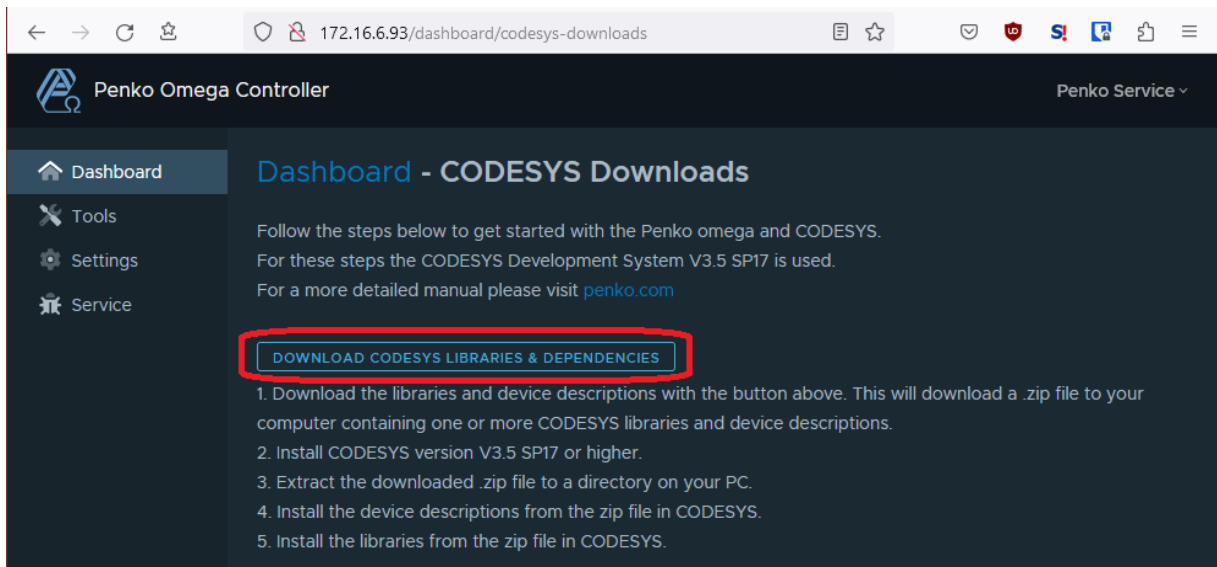 172.16.6.93/dashboard/codesys-downloads
Penko Omega Controller
Penko Service
Dashboard
Tools
Settings
Service
Dashboard - CODESYS Downloads
Follow the steps below to get started with the Penko omega and CODESYS.
For these steps the CODESYS Development System V3.5 SP17 is used.
For a more detailed manual please visit penko.com
DOWNLOAD CODESYS LIBRARIES & DEPENDENCIES
1. Download the libraries and device descriptions with the button above. This will download a .zip file to your
computer containing one or more CODESYS libraries and device descriptions.
2. Install CODESYS version V3.5 SP17 or higher.
3. Extract the downloaded .zip file to a directory on your PC.
4. Install the device descriptions from the zip file in CODESYS.
5. Install the libraries from the zip file in CODESYS.